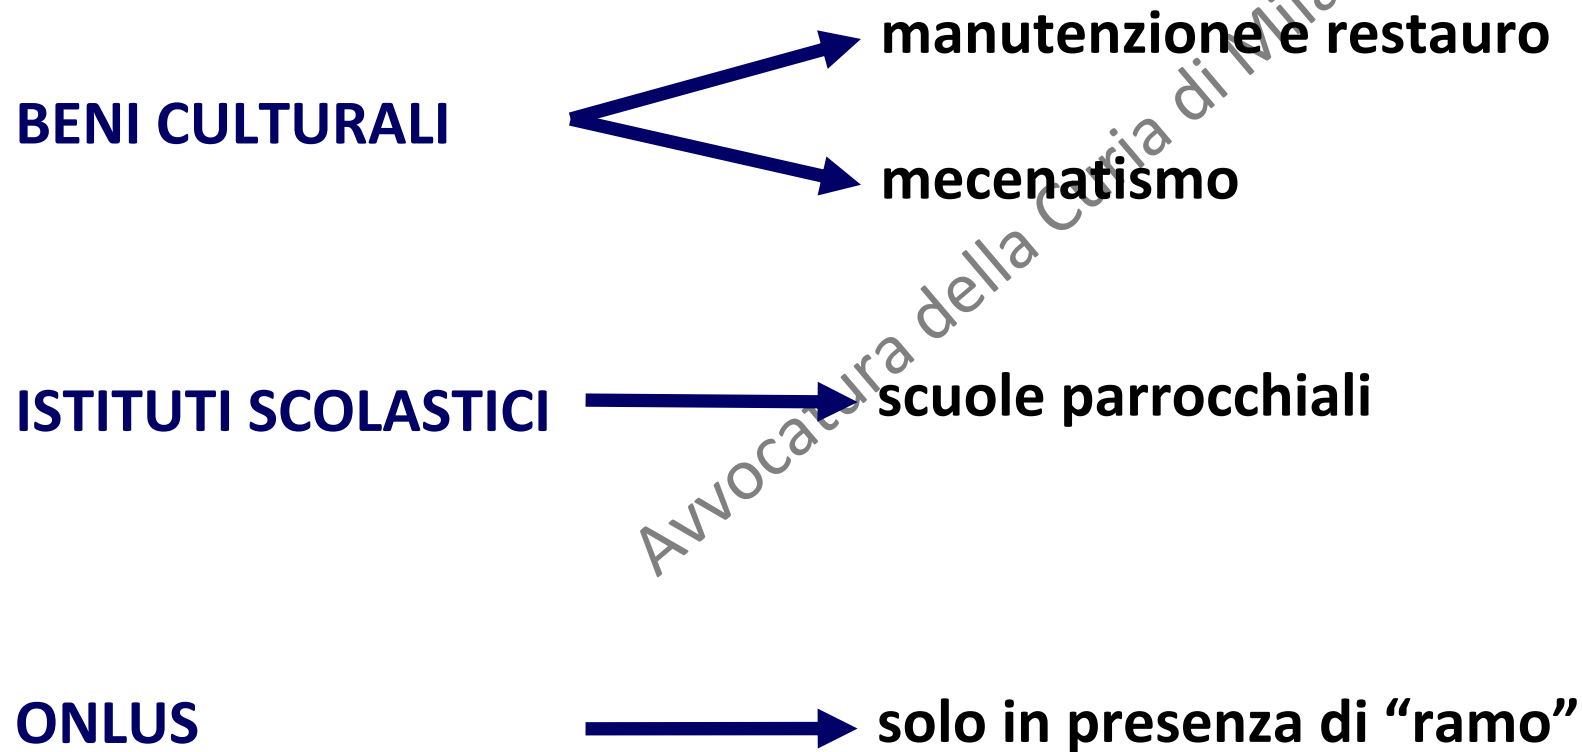 manutenzione e restauro
BENI CULTURALI
mecenatismo
ISTITUTI SCOLASTICI
scuole parrocchiali
ONLUS
solo in presenza di “ramo”
Avvocatura della Curia di